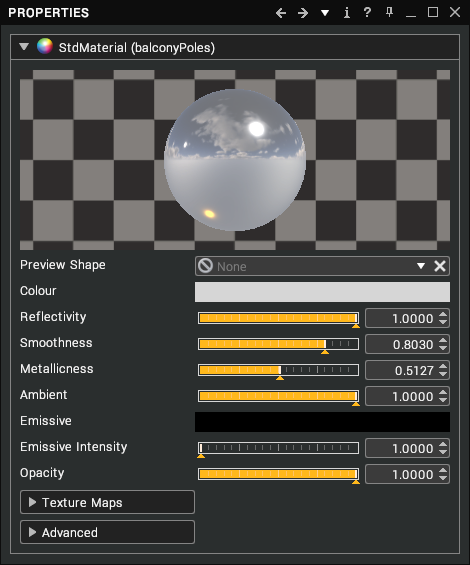 PROPERTIES
StdMaterial (balconyPoles)
Preview Shape None
Colour
Reflectivity 1.0000
Smoothness 0.8030
Metallicness 0.5127
Ambient 1.0000
Emissive
Emissive Intensity 1.0000
Opacity 1.0000
Texture Maps
Advanced